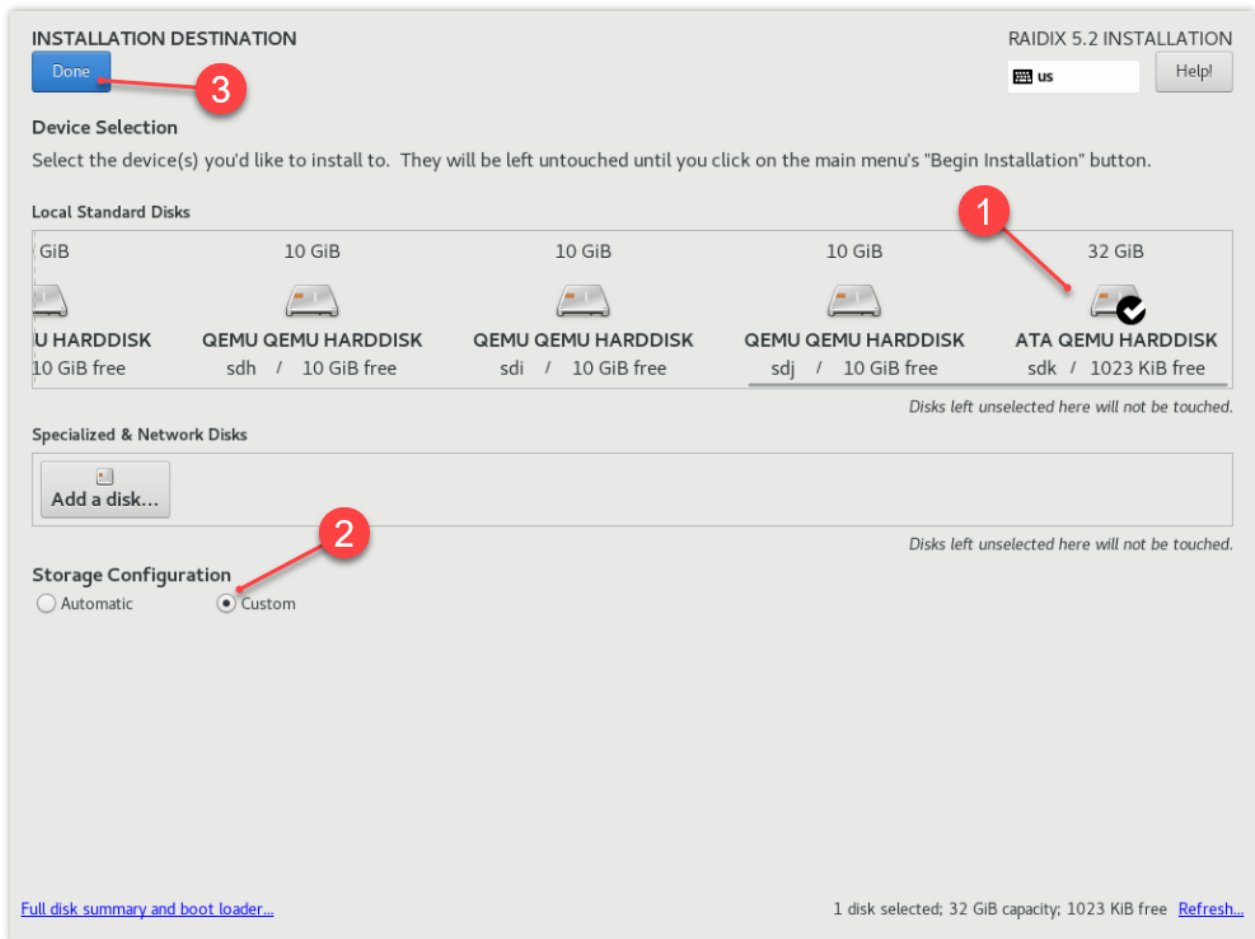 INSTALLATION DESTINATION
RAIDIX 5.2 INSTALLATION
Done
us
Help!
3
Device Selection
Select the device(s) you'd like to install to. They will be left untouched until you click on the main menu's "Begin Installation" button.
Local Standard Disks
1
GiB
10 GiB
10 GiB
10 GiB
32 GiB
U HARDDISK
QEMU QEMU HARDDISK
QEMU QEMU HARDDISK
QEMU QEMU HARDDISK
ATA QEMU HARDDISK
10 GiB free
sdh / 10 GiB free
sdi / 10 GiB free
sdj / 10 GiB free
sdk / 1023 KiB free
Disks left unselected here will not be touched.
Specialized & Network Disks
Add a disk...
2
Disks left unselected here will not be touched.
Storage Configuration
Automatic
Custom
Full disk summary and boot loader...
1 disk selected; 32 GiB capacity; 1023 KiB free Refresh...